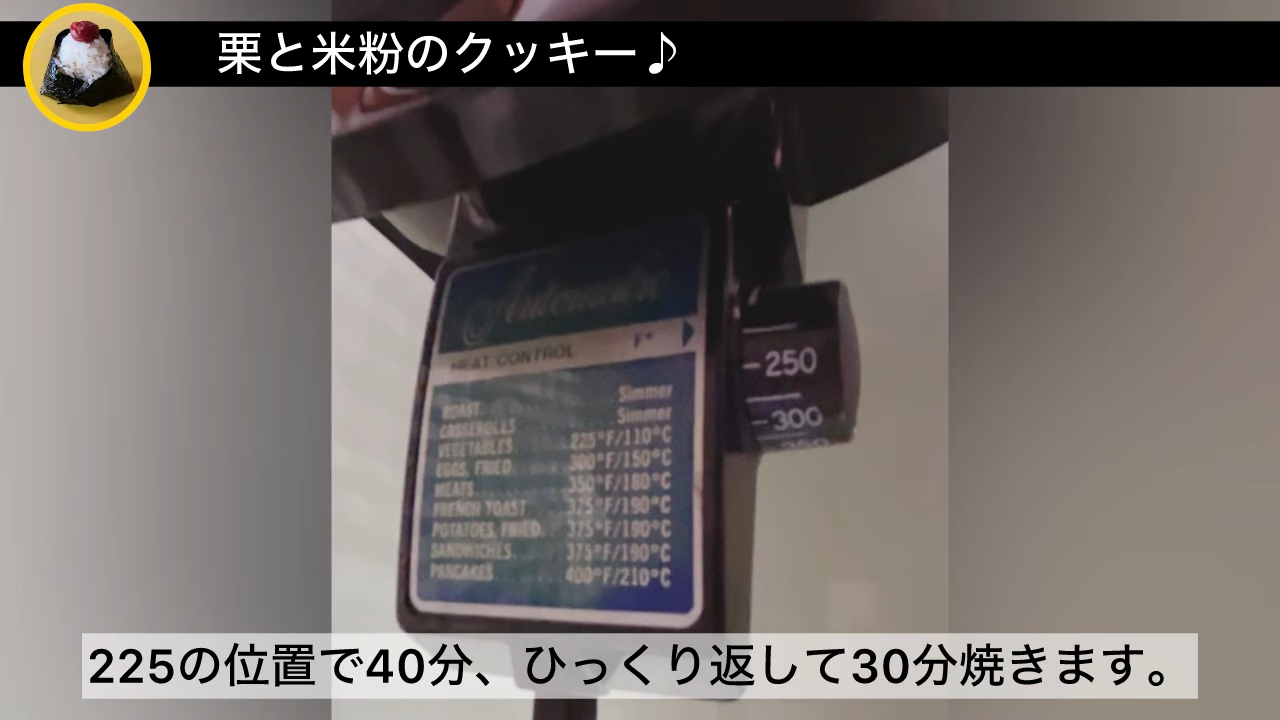 栗と米粉のクッキー♪
Automatic
HEAT CONTROL F°
ROAST Simmer
CASSEROLLS Simmer
VEGETABLES 225°F/110°C
EGGS, FRIED 300°F/150°C
MEATS 350°F/180°C
FRENCH TOAST 375°F/190°C
POTATOES, FRIED 375°F/190°C
SANDWICHES 375°F/190°C
PANCAKES 400°F/210°C
250
300
350
225の位置で40分、ひっくり返して30分焼きます。